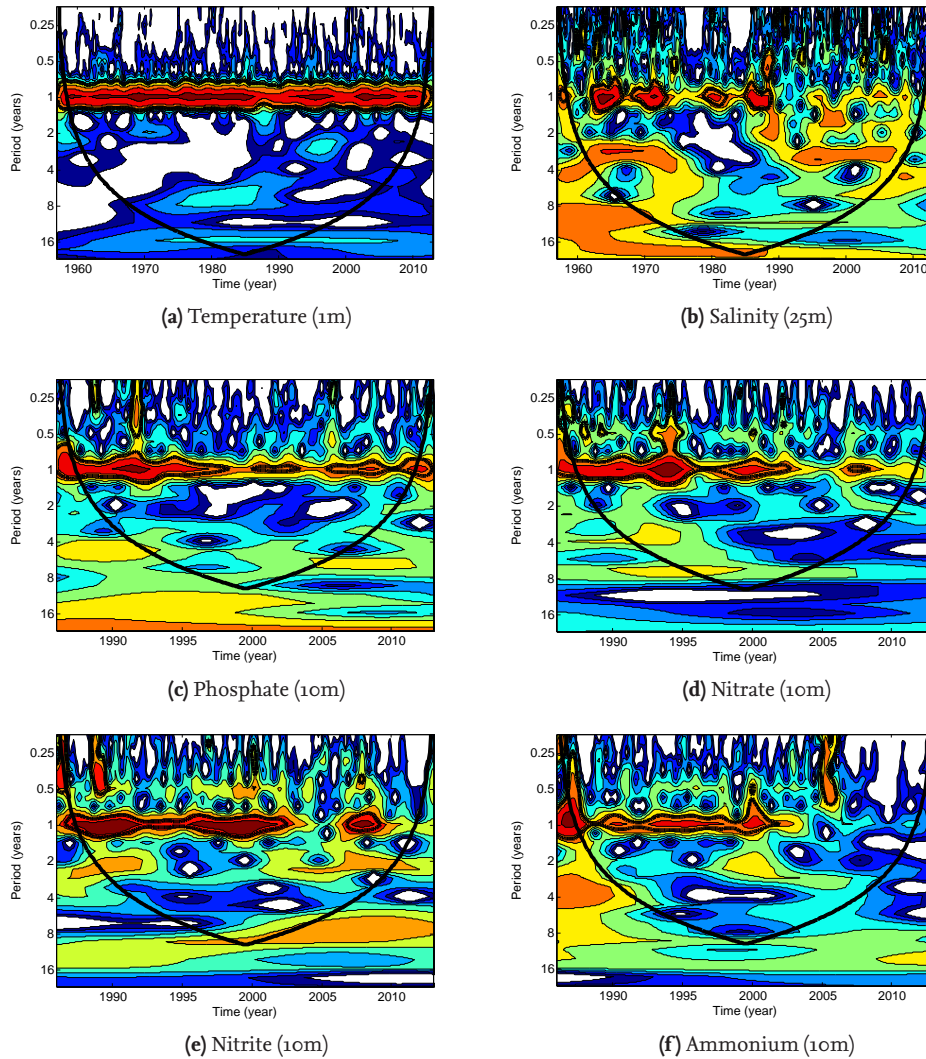 0.25
0.5
1
2
4
8
16
Period (years)
1960 1970 1980 1990 2000 2010
Time (year)
(a) Temperature (1m)
0.25
0.5
1
2
4
8
16
Period (years)
1960 1970 1980 1990 2000 2010
Time (year)
(b) Salinity (25m)
0.25
0.5
1
2
4
8
16
Period (years)
1990 1995 2000 2005 2010
Time (year)
(c) Phosphate (10m)
0.25
0.5
1
2
4
8
16
Period (years)
1990 1995 2000 2005 2010
Time (year)
(d) Nitrate (10m)
0.25
0.5
1
2
4
8
16
Period (years)
1990 1995 2000 2005 2010
Time (year)
(e) Nitrite (10m)
0.25
0.5
1
2
4
8
16
Period (years)
1990 1995 2000 2005 2010
Time (year)
(f) Ammonium (10m)